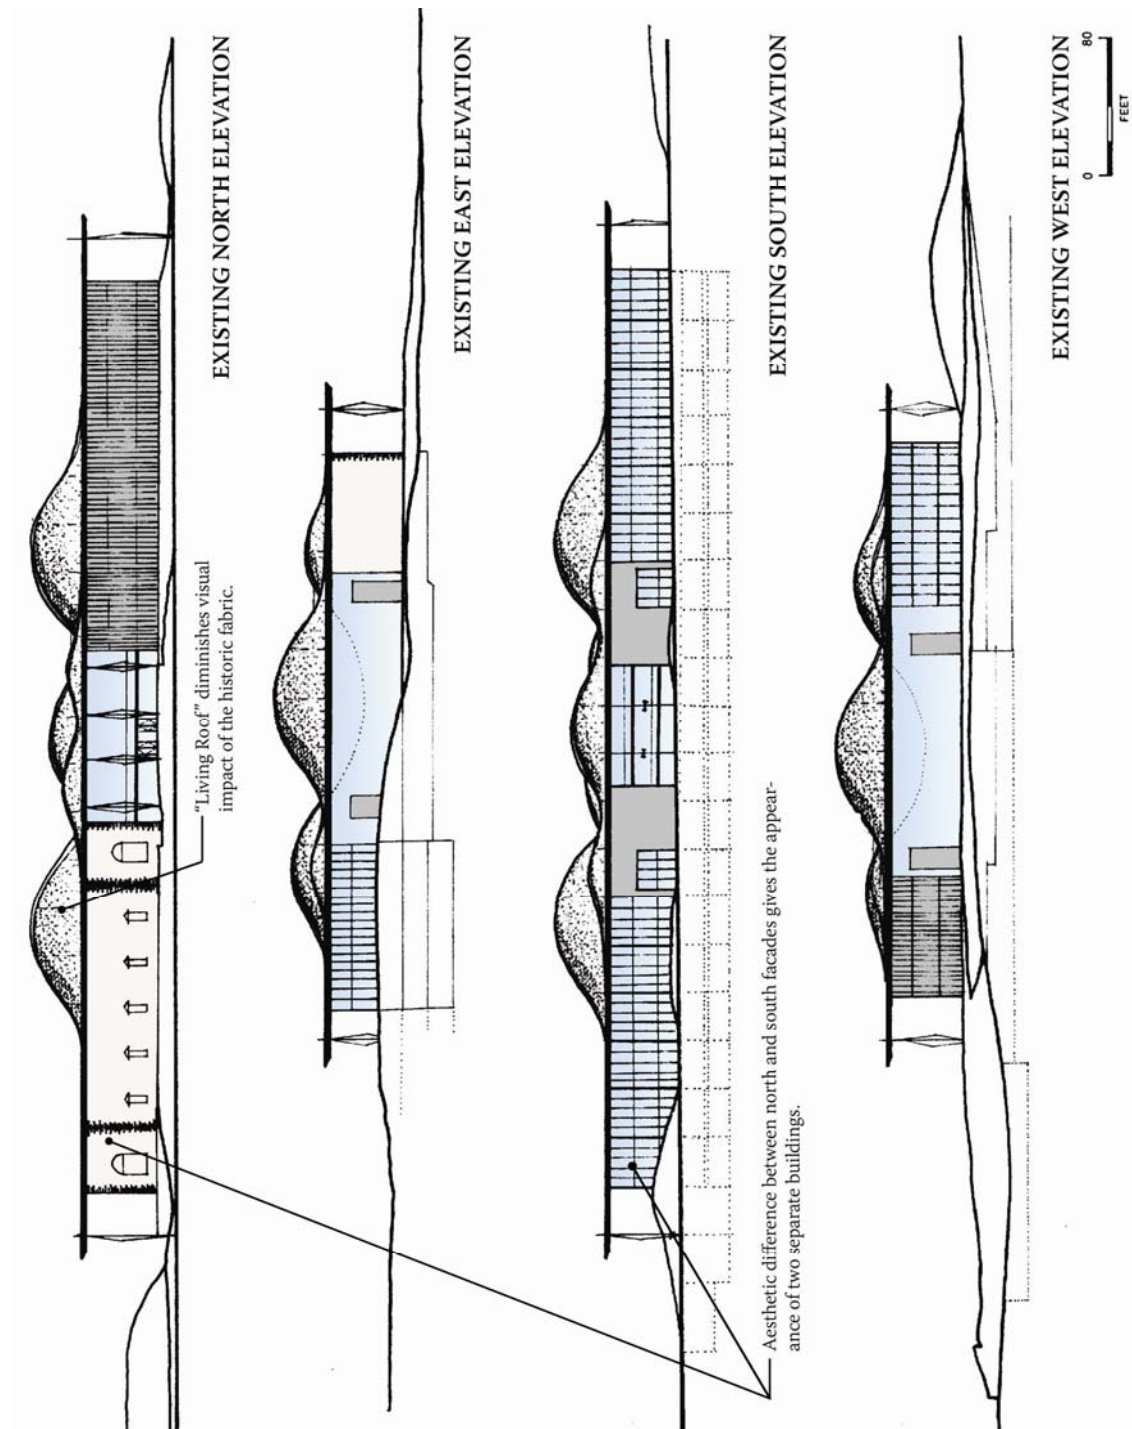 EXISTING NORTH ELEVATION
"Living Roof" diminishes visual
impact of the historic fabric.
EXISTING EAST ELEVATION
EXISTING SOUTH ELEVATION
Aesthetic difference between north and south facades gives the appear-
ance of two separate buildings.
EXISTING WEST ELEVATION
0 80
FEET